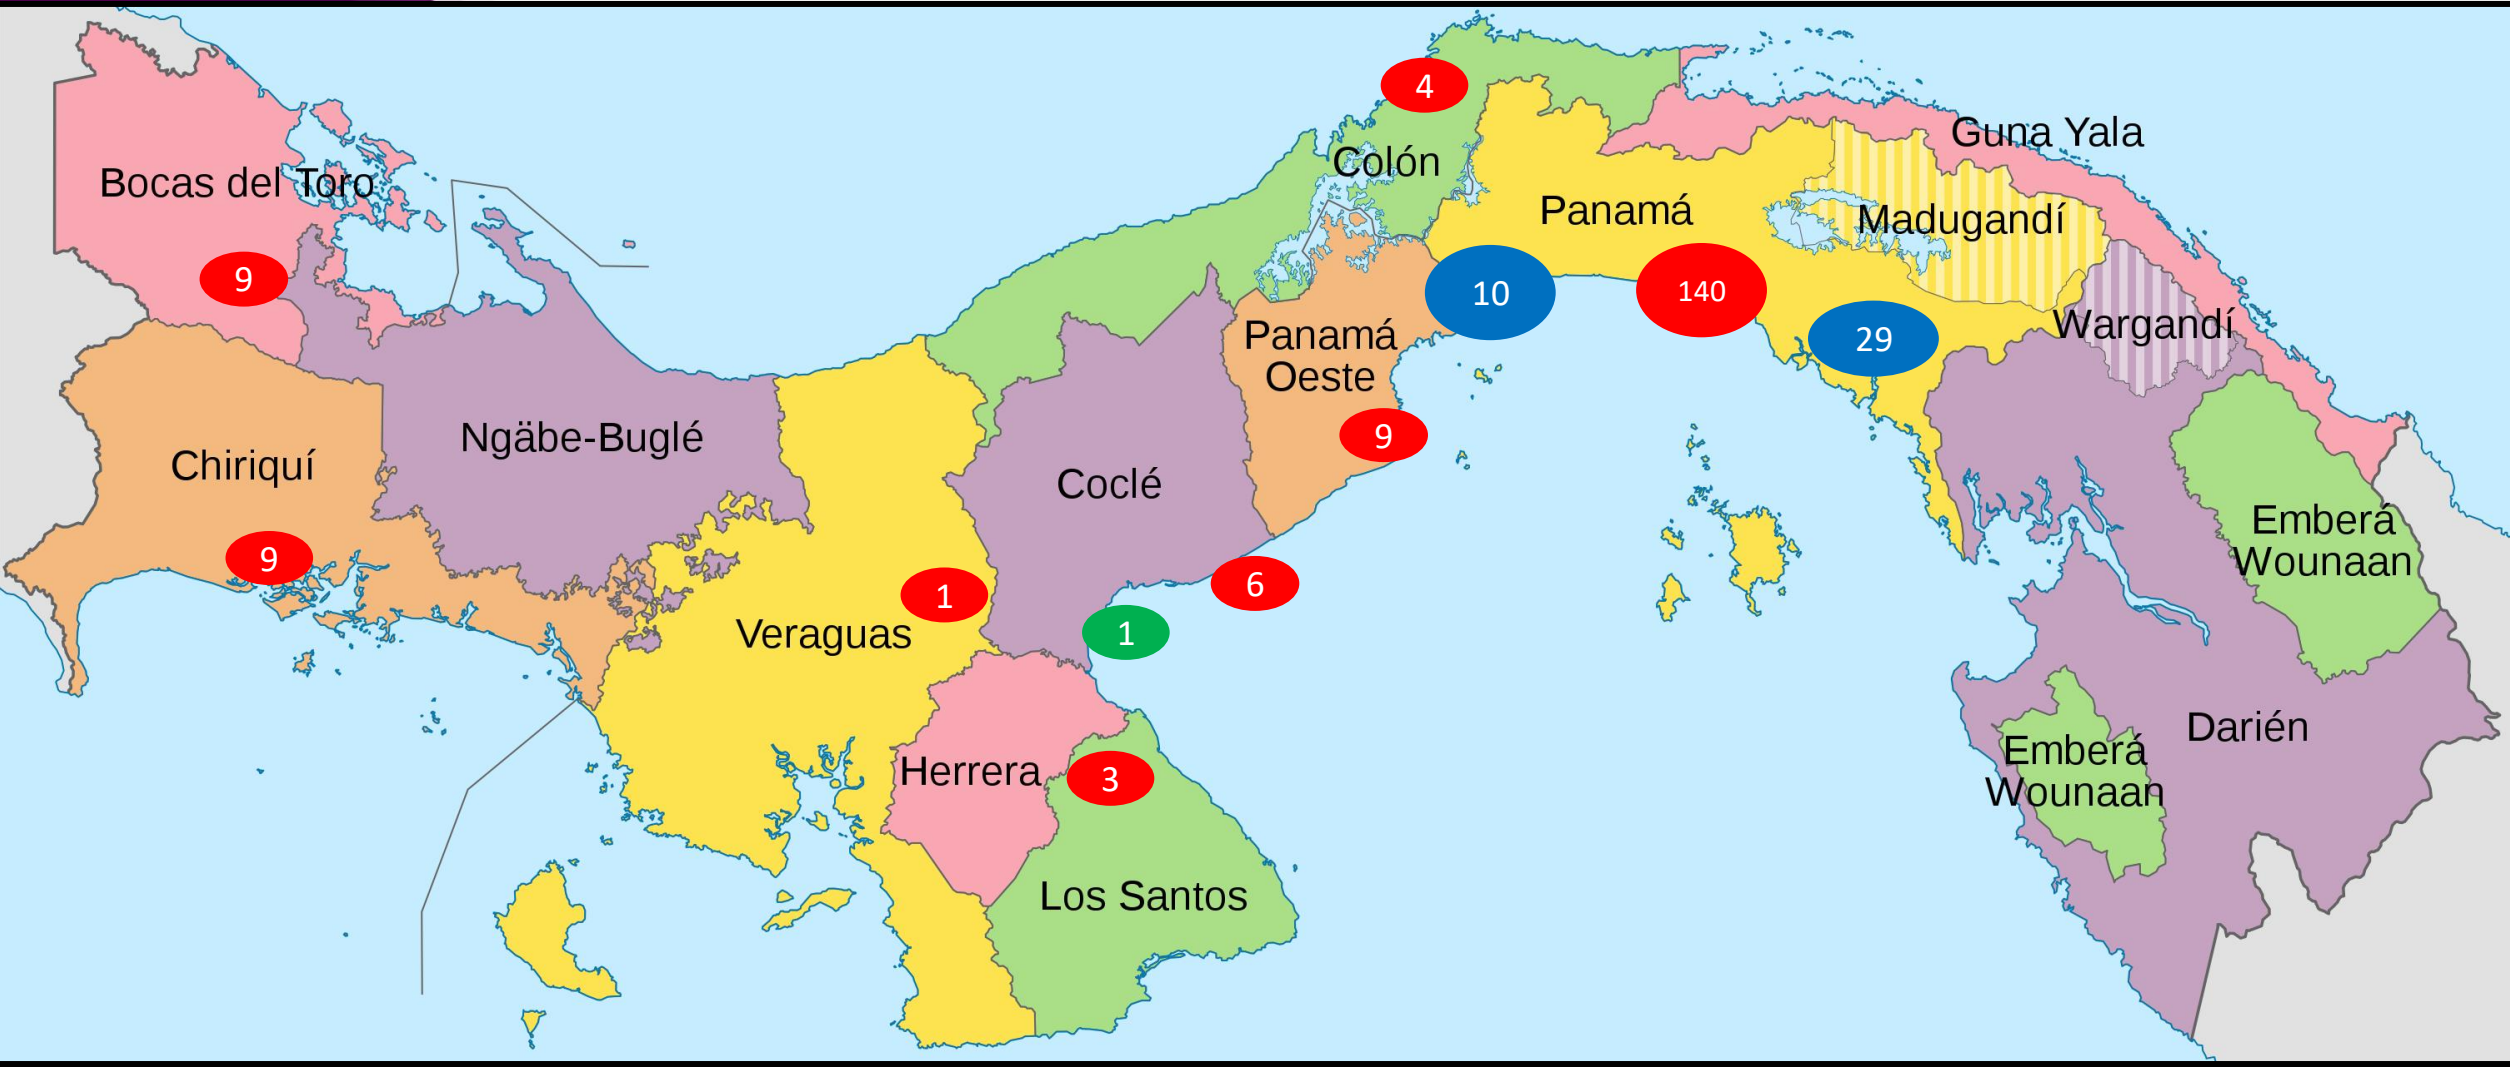 4
Guna Yala
Colón
Bocas del Toro
Panamá
Madugandí
9
10
140
29
Wargandí
Panamá
Oeste
9
Ngäbe-Buglé
Chiriquí
Coclé
Emberá
Wounaan
9
1
6
1
Veraguas
Darién
Emberá
Wounaan
Herrera
3
Los Santos